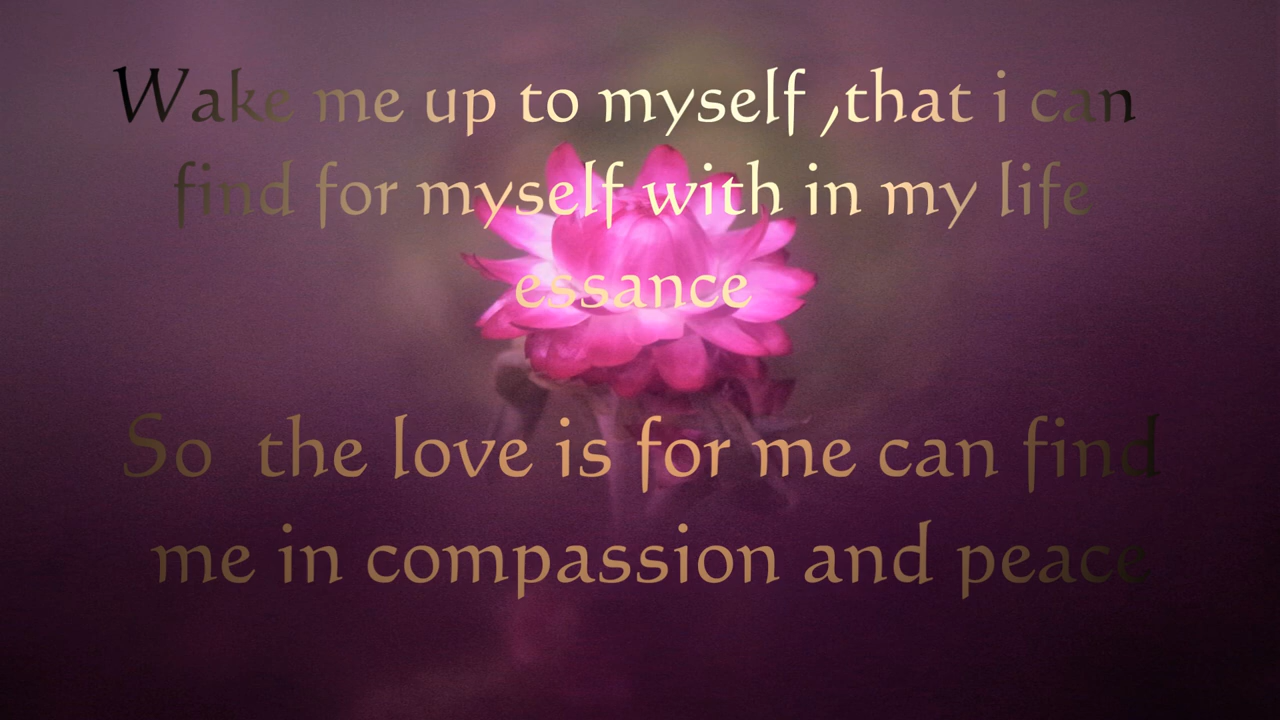 Wake me up to myself ,that i can
find for myself with in my life
essance
So the love is for me can find
me in compassion and peace